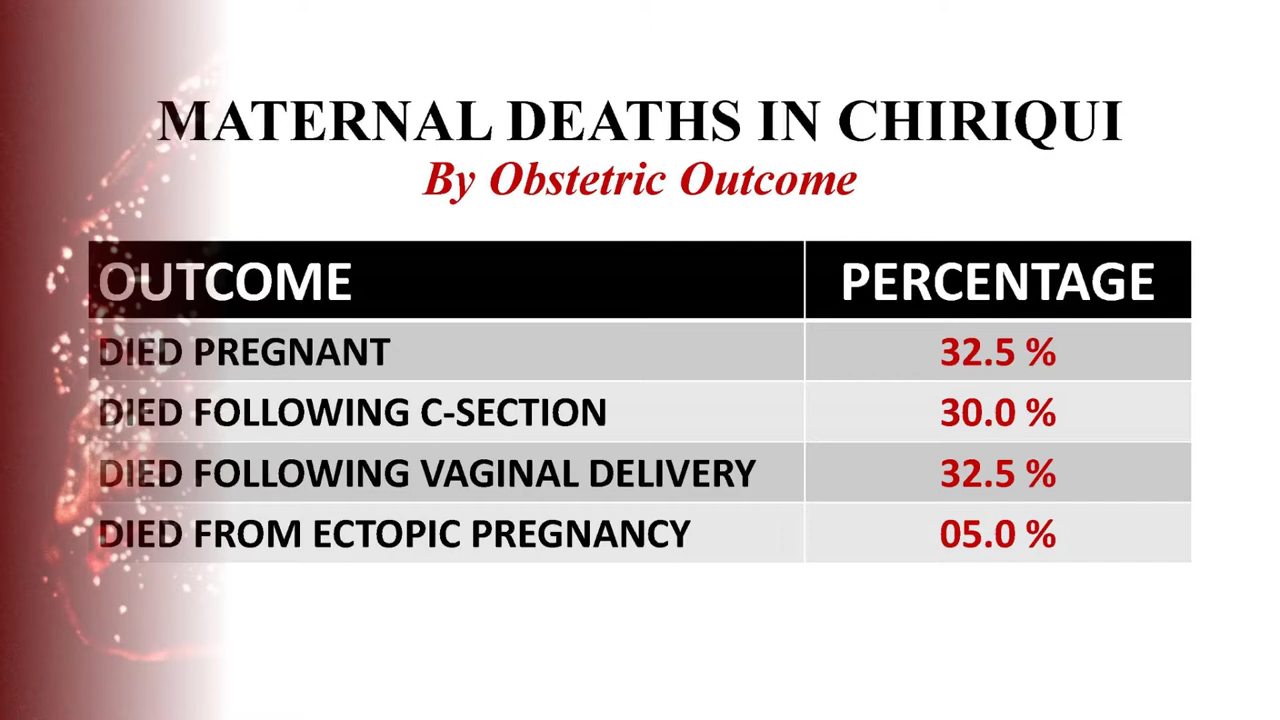 MATERNAL DEATHS IN CHIRIQUI
By Obstetric Outcome
OUTCOME PERCENTAGE
DIED PREGNANT 32.5 %
DIED FOLLOWING C-SECTION 30.0 %
DIED FOLLOWING VAGINAL DELIVERY 32.5 %
DIED FROM ECTOPIC PREGNANCY 05.0 %